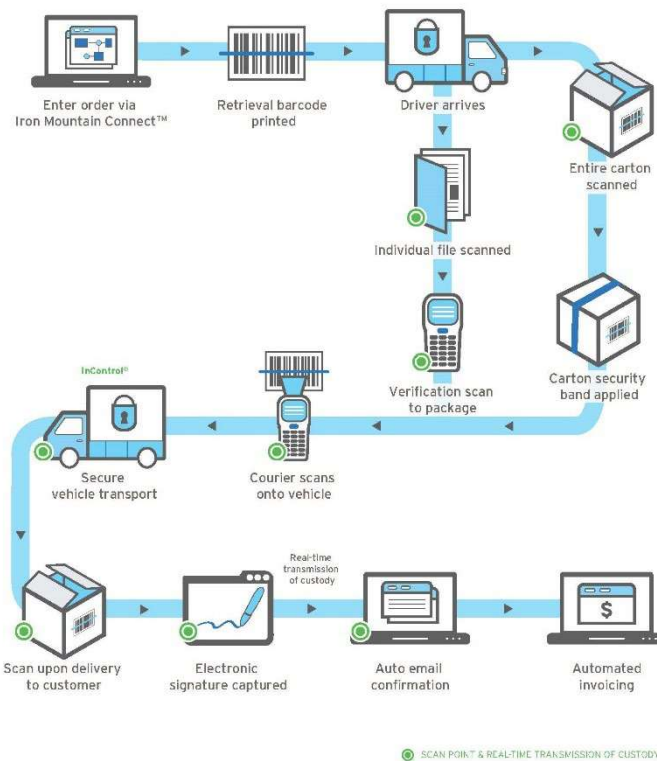 Enter order via
Iron Mountain Connect™
Retrieval barcode
printed
Driver arrives
Entire carton
scanned
Individual file scanned
Verification scan
to package
Carton security
band applied
InControl®
Secure
vehicle transport
Courier scans
onto vehicle
Real-time
transmission
of custody
Scan upon delivery
to customer
Electronic
signature captured
Auto email
confirmation
$
Automated
invoicing
SCAN POINT & REAL-TIME TRANSMISSION OF CUSTODY